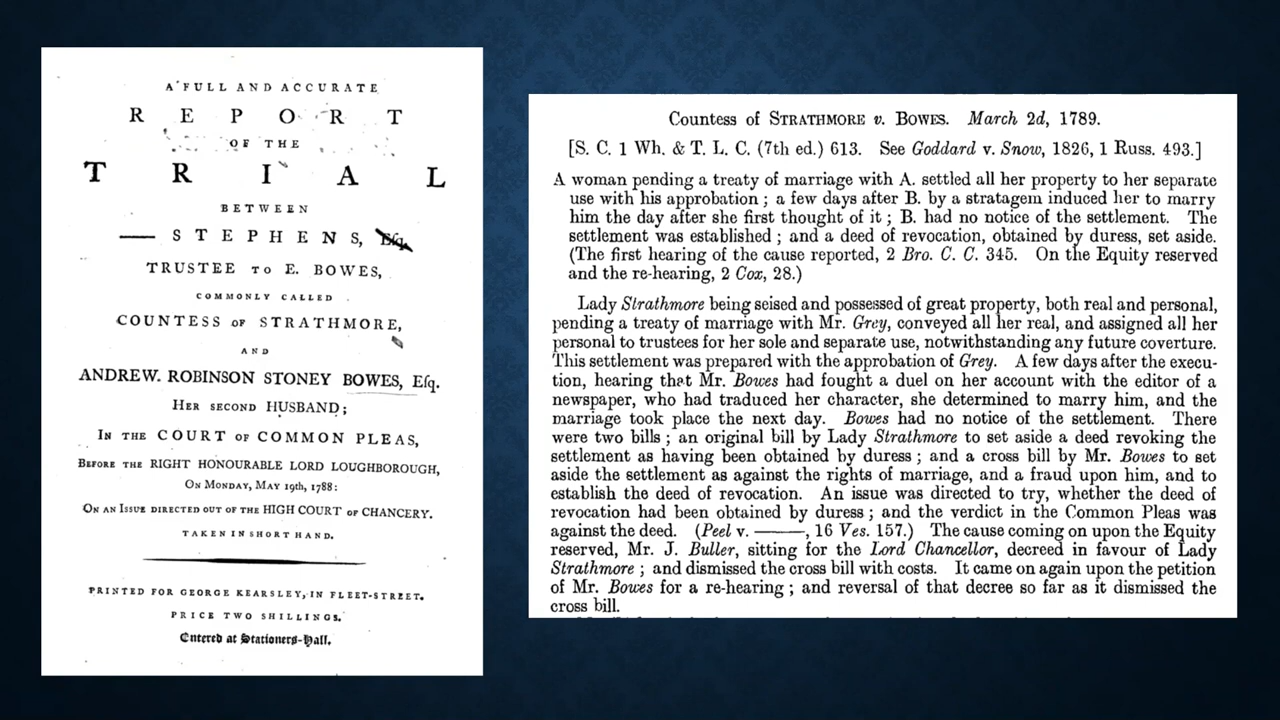 A FULL AND ACCURATE
REPORT
OF THE
TRIAL
BETWEEN
—— STEPHENS, Esq.
TRUSTEE TO E. BOWES,
COMMONLY CALLED
COUNTESS OF STRATHMORE,
AND
ANDREW. ROBINSON STONEY BOWES, Esq.
HER SECOND HUSBAND;
IN THE COURT OF COMMON PLEAS,
BEFORE THE RIGHT HONOURABLE LORD LOUGHBOROUGH,
ON MONDAY, MAY 19th, 1788:
ON AN ISSUE DIRECTED OUT OF THE HIGH COURT OF CHANCERY.
TAKEN IN SHORT HAND.
PRINTED FOR GEORGE KEARSLEY, IN FLEET-STREET.
PRICE TWO SHILLINGS.
Entered at Stationers-Hall.
Countess of STRATHMORE v. BOWES. March 2d, 1789.
[S. C. 1 Wh. & T. L. C. (7th ed.) 613. See Goddard v. Snow, 1826, 1 Russ. 493.]
A woman pending a treaty of marriage with A. settled all her property to her separate
use with his approbation ; a few days after B. by a stratagem induced her to marry
him the day after she first thought of it ; B. had no notice of the settlement. The
settlement was established ; and a deed of revocation, obtained by duress, set aside.
(The first hearing of the cause reported, 2 Bro. C. C. 345. On the Equity reserved
and the re-hearing, 2 Cox, 28.)
Lady Strathmore being seised and possessed of great property, both real and personal,
pending a treaty of marriage with Mr. Grey, conveyed all her real, and assigned all her
personal to trustees for her sole and separate use, notwithstanding any future coverture.
This settlement was prepared with the approbation of Grey. A few days after the execu-
tion, hearing that Mr. Bowes had fought a duel on her account with the editor of a
newspaper, who had traduced her character, she determined to marry him, and the
marriage took place the next day. Bowes had no notice of the settlement. There
were two bills ; an original bill by Lady Strathmore to set aside a deed revoking the
settlement as having been obtained by duress ; and a cross bill by Mr. Bowes to set
aside the settlement as against the rights of marriage, and a fraud upon him, and to
establish the deed of revocation. An issue was directed to try, whether the deed of
revocation had been obtained by duress ; and the verdict in the Common Pleas was
against the deed. (Peel v. ——, 16 Ves. 157.) The cause coming on upon the Equity
reserved, Mr. J. Buller, sitting for the Lord Chancellor, decreed in favour of Lady
Strathmore ; and dismissed the cross bill with costs. It came on again upon the petition
of Mr. Bowes for a re-hearing ; and reversal of that decree so far as it dismissed the
cross bill.